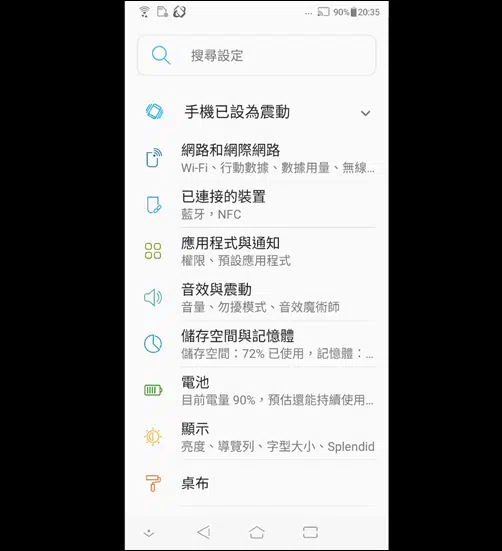 ... 90% 20:35
搜尋設定
手機已設為震動
網路和網際網路
Wi-Fi、行動數據、數據用量、無線...
已連接的裝置
藍牙,NFC
應用程式與通知
權限、預設應用程式
音效與震動
音量、勿擾模式、音效魔術師
儲存空間與記憶體
儲存空間:72% 已使用,記憶體:...
電池
目前電量 90%,預估還能持續使用...
顯示
亮度、導覽列、字型大小、Splendid
桌布